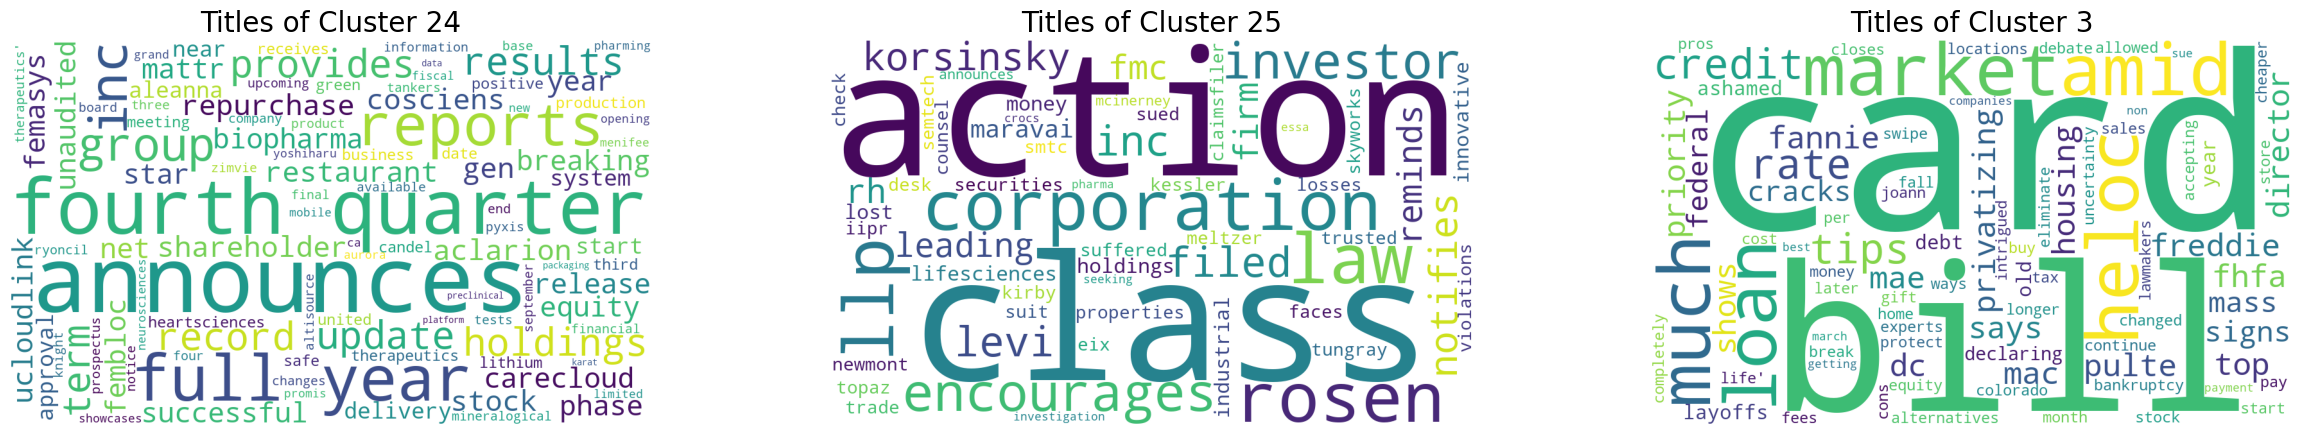 Titles of Cluster 24
therapeutics'
grand
inc
near
receives
information
base
pharming
femasys
unaudited
mattr
provides
data
results
aleanna
upcoming
green
fiscal
tankers
positive
year
board
three
repurchase
cosciens
production
meeting
company
product
reports
new
opening
group
biopharma
yoshiharu
business
date
menifee
star
zimvie
restaurant
gen
breaking
final
available
system
fourth quarter
mobile
end
pyxis
ucloudlink
ryoncil
net
shareholder
ca
candel
aclarion
start
aurora
announces
packaging
third
term
fembloc
neurosciences
altisource
preclinical
september
release
equity
approval
knight
prospectus
notice
heartsciences
record
united
update
platform
tests
financial
holdings
four
safe
therapeutics
lithium
karat
full year
changes
stock
carecloud
limited
showcases
successful
promis
delivery
mineralogical
phase
Titles of Cluster 25
check
korsinsky
announces
fmc
investor
innovative
action
semtech
counsel
money
crocs
mcinerney
sued
claimsfiler
firm
essa
skyworks
reminds
maravai
smtc
inc
rh
desk
securities
pharma
kessler
losses
lost
iipr
corporation
leading
suffered
meltzer
trusted
llp
lifesciences
holdings
seeking
filed
law
notifies
violations
class
kirby
suit
properties
faces
newmont
levi
eix
industrial
tungray
topaz
trade
encourages
investigation
rosen
Titles of Cluster 3
pros
credit
closes
market
locations
debate
allowed
sue
amid
cheaper
ashamed
companies
non
card
priority
federal
fannie
swipe
privatizing
housing
sales
uncertainty
accepting
year
store
director
rate
cracks
fall
joann
eliminate
per
intrigued
cost
best
tips
debt
buy
heloc
lawmakers
freddie
much
loan
shows
money
later
mae
ways
old
tax
fhfa
bill
gift
home
longer
changed
mass
completely
march
experts
protect
says
continue
signs
break
getting
declaring
life'
dc
mac
pulte
top
equity
colorado
bankruptcy
payment
pay
layoffs
fees
cons
alternatives
month
stock
start